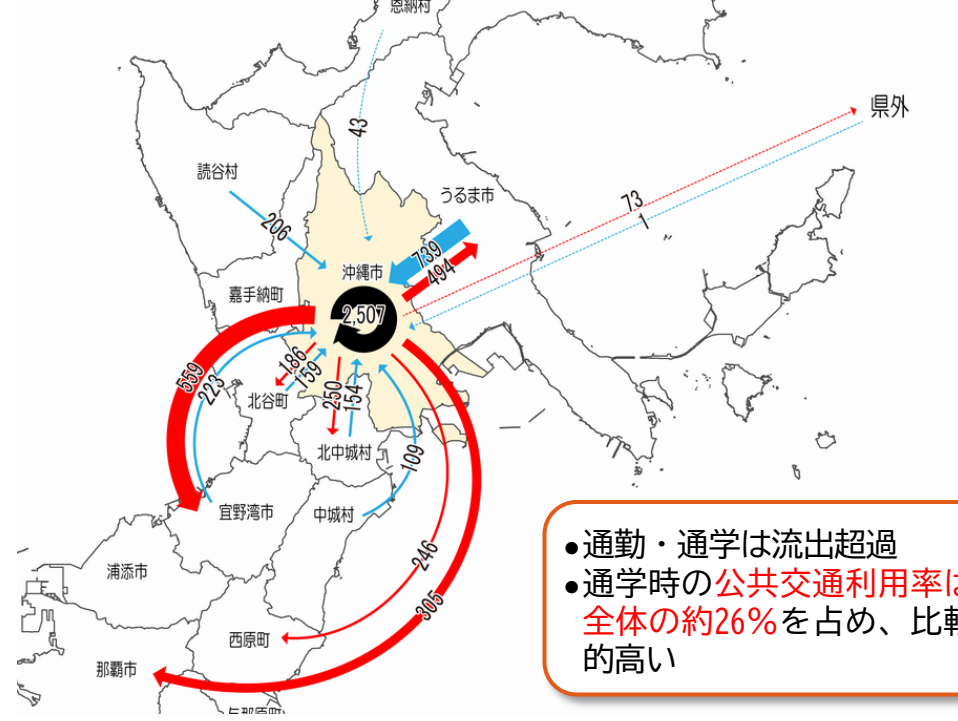 恩納村
43
県外
読谷村
うるま市
73
1
206
739
494
沖縄市
嘉手納町
2,507
559
223
186
159
250
154
北谷町
北中城村
109
宜野湾市
中城村
246
305
浦添市
西原町
那覇市
与那原町
●通勤・通学は流出超過
●通学時の公共交通利用率は
全体の約26%を占め、比較
的高い